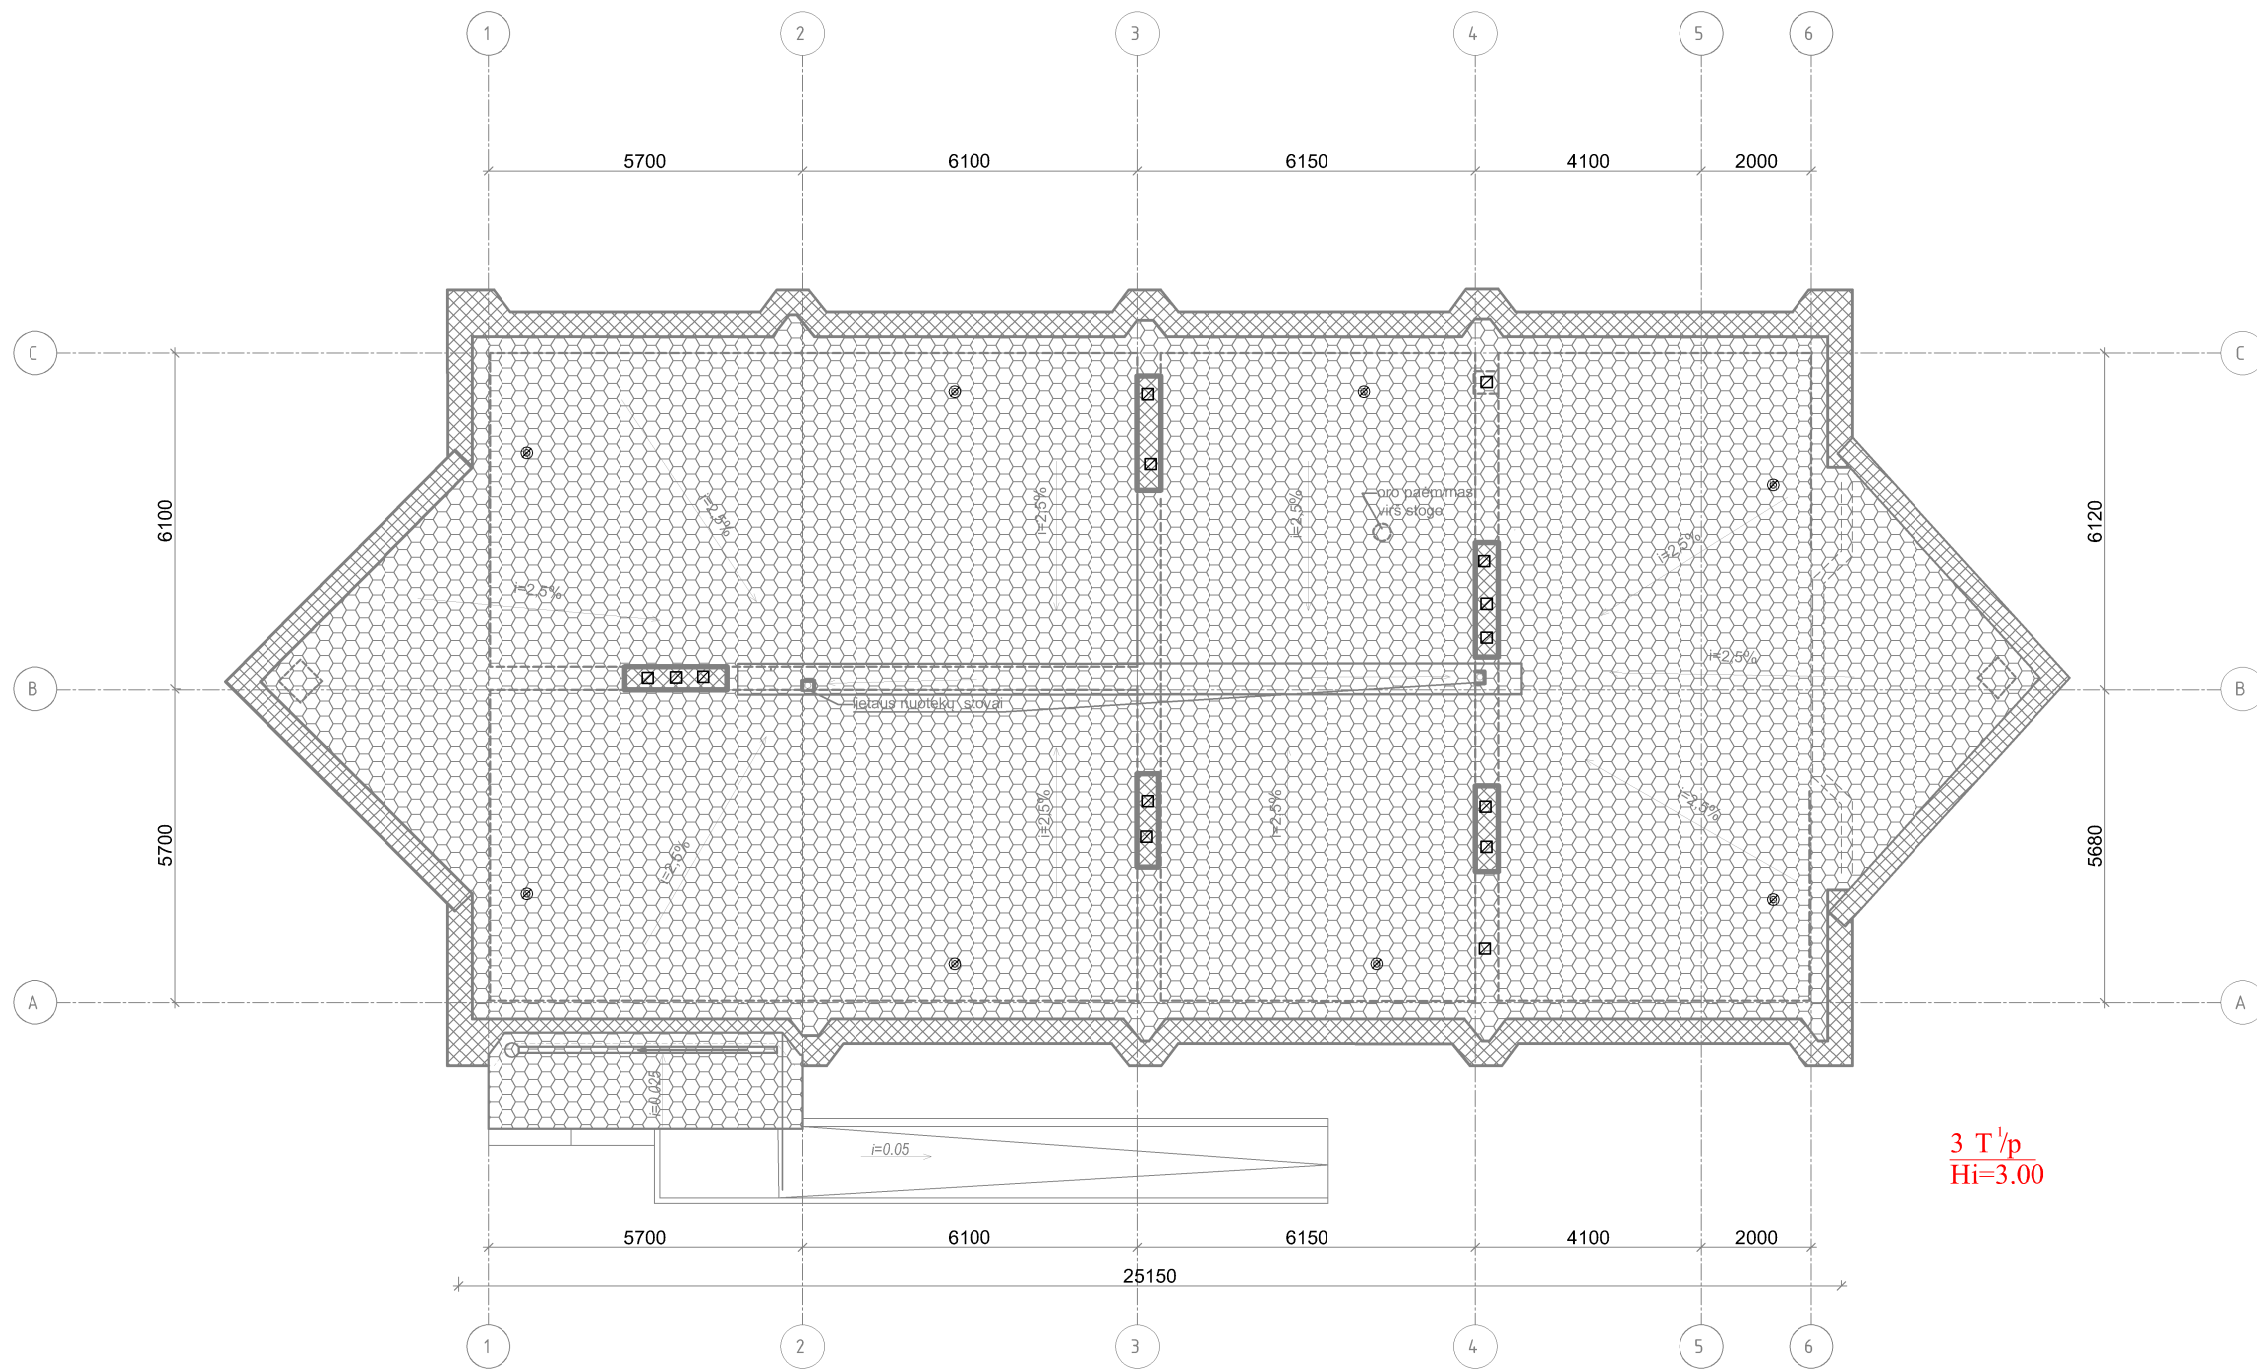 1 2 3 4 5 6
5700 6100 6150 4100 2000
C C
6100 6120
i=2,5% i=2,5% i=2,5% i=2,5%
oro paėmimas
virš stogo
i=2,5%
i=2,5%
B B
lietaus nuotekų stovai
i=2,5% i=2,5% i=2,5% i=2,5%
5700 5680
A A
i=0.025
i=0.05
3 T 1/p
Hi=3.00
5700 6100 6150 4100 2000
25150
1 2 3 4 5 6